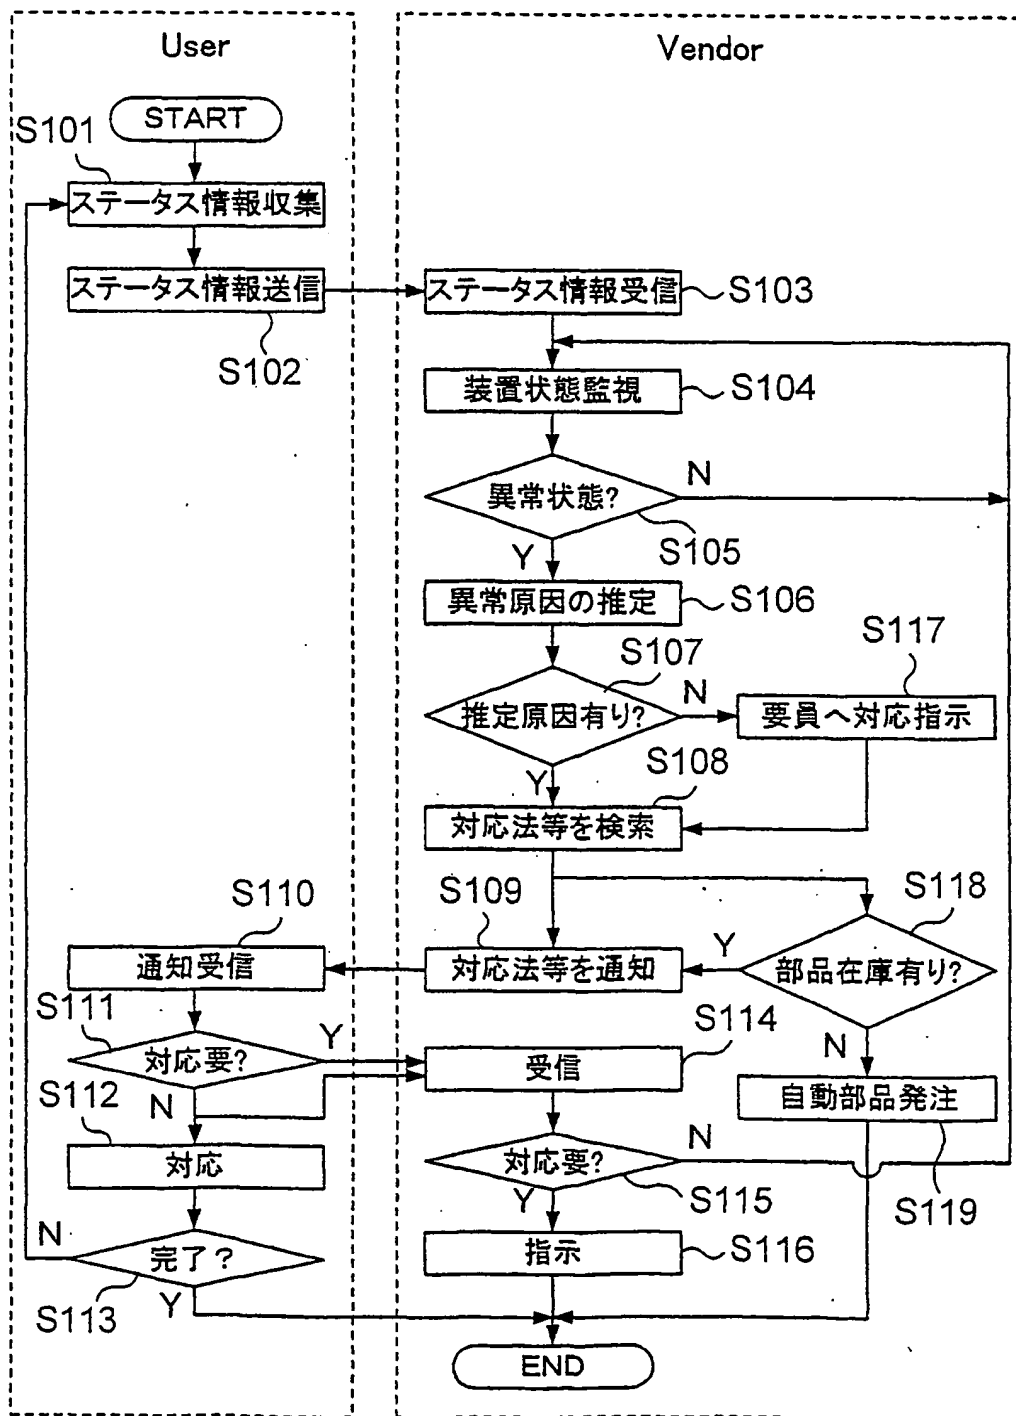 User
Vendor
START
S101
ステータス情報収集
ステータス情報送信
S102
ステータス情報受信
S103
装置状態監視
S104
異常状態?
N
S105
Y
異常原因の推定
S106
S107
推定原因有り?
N
S117
要員へ対応指示
Y
S108
対応法等を検索
S109
対応法等を通知
S118
部品在庫有り?
Y
N
自動部品発注
S119
S110
通知受信
S111
対応要?
Y
N
S112
対応
完了?
N
Y
S113
S114
受信
対応要?
N
Y
S115
指示
S116
END